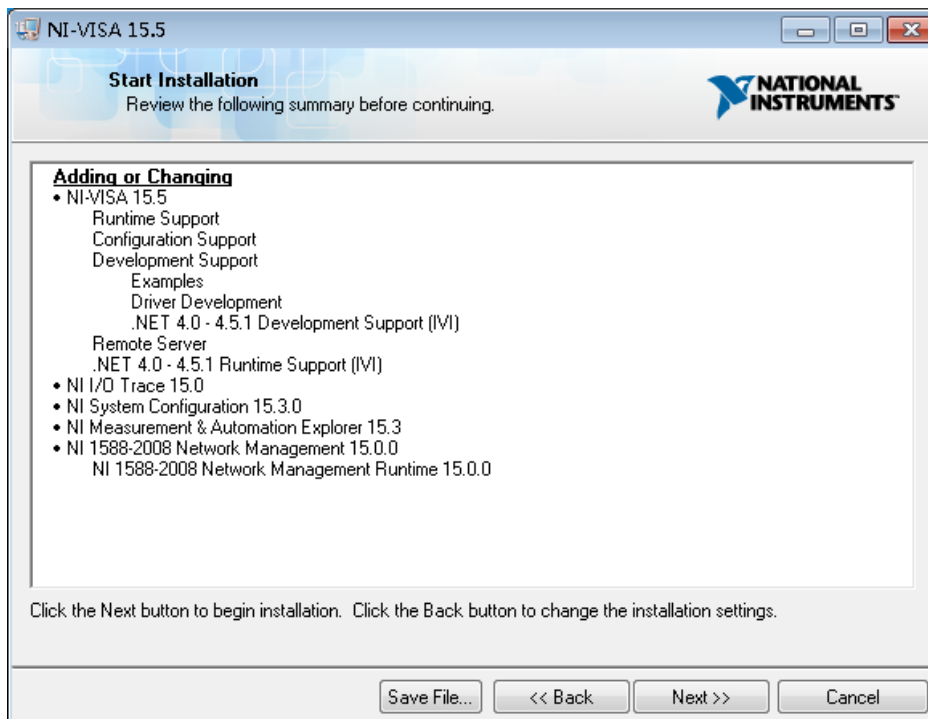 NI-VISA 15.5
Start Installation
Review the following summary before continuing.
NATIONAL
INSTRUMENTS™
Adding or Changing
• NI-VISA 15.5
Runtime Support
Configuration Support
Development Support
Examples
Driver Development
.NET 4.0 - 4.5.1 Development Support (IVI)
Remote Server
.NET 4.0 - 4.5.1 Runtime Support (IVI)
• NI I/O Trace 15.0
• NI System Configuration 15.3.0
• NI Measurement & Automation Explorer 15.3
• NI 1588-2008 Network Management 15.0.0
NI 1588-2008 Network Management Runtime 15.0.0
Click the Next button to begin installation. Click the Back button to change the installation settings.
Save File...
<< Back
Next >>
Cancel